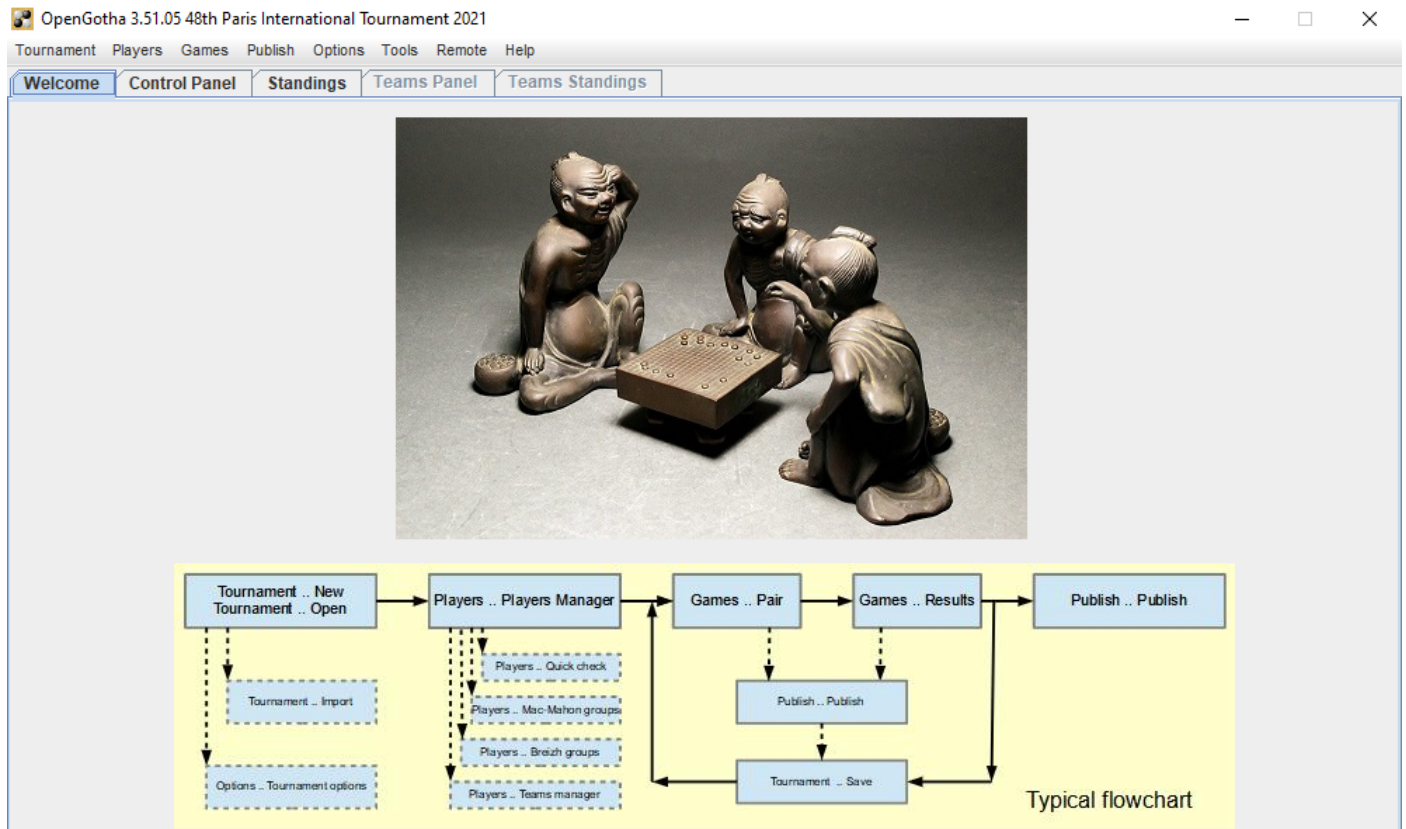 OpenGotha 3.51.05 48th Paris International Tournament 2021
Tournament Players Games Publish Options Tools Remote Help
Welcome Control Panel Standings Teams Panel Teams Standings
Tournament .. New
Tournament .. Open
Players .. Players Manager
Games .. Pair
Games .. Results
Publish .. Publish
Players .. Quick check
Tournament .. Import
Players .. Mac-Mahon groups
Publish .. Publish
Players .. Breizh groups
Options .. Tournament options
Players .. Teams manager
Tournament .. Save
Typical flowchart